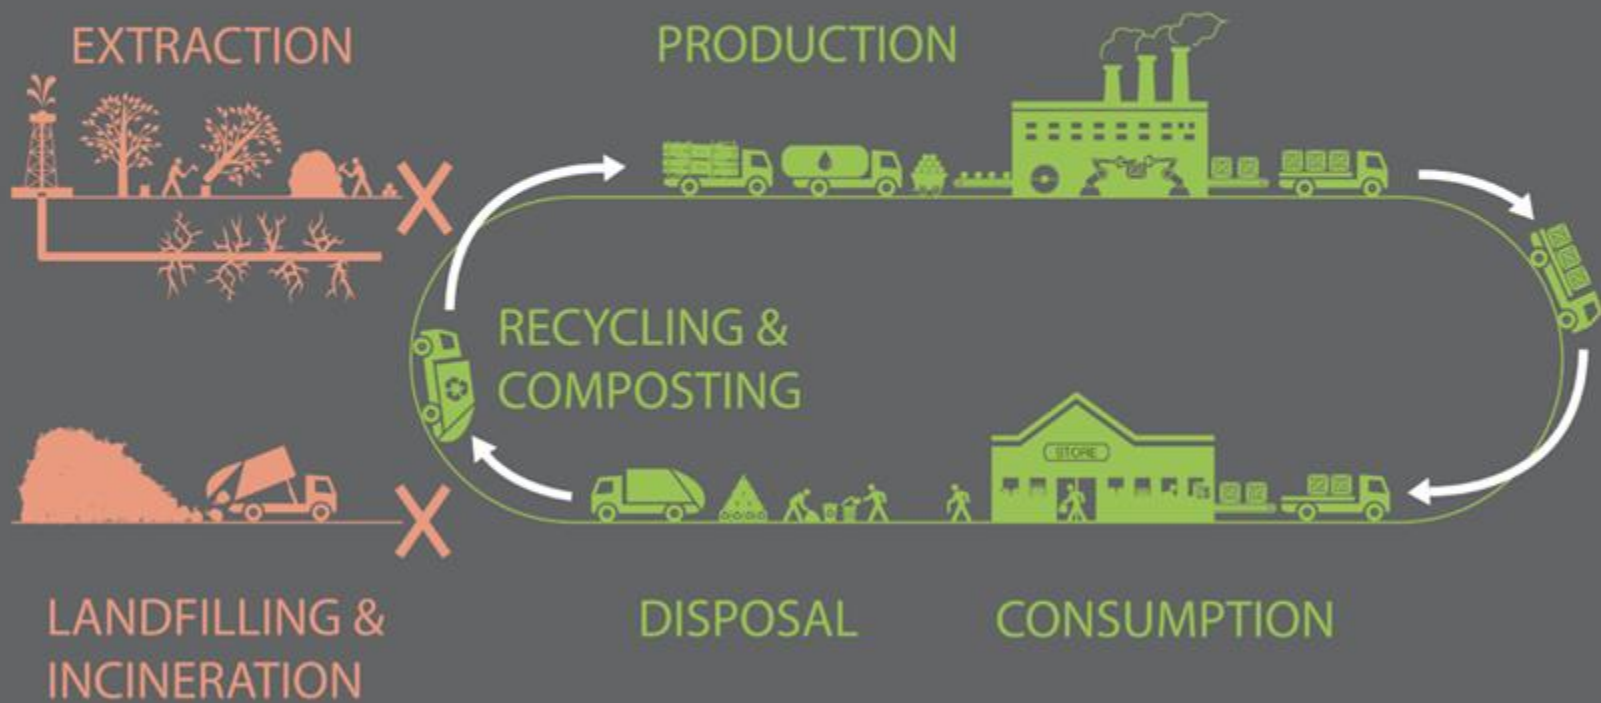 EXTRACTION
PRODUCTION
RECYCLING &
COMPOSTING
STORE
LANDFILLING &
INCINERATION
DISPOSAL
CONSUMPTION